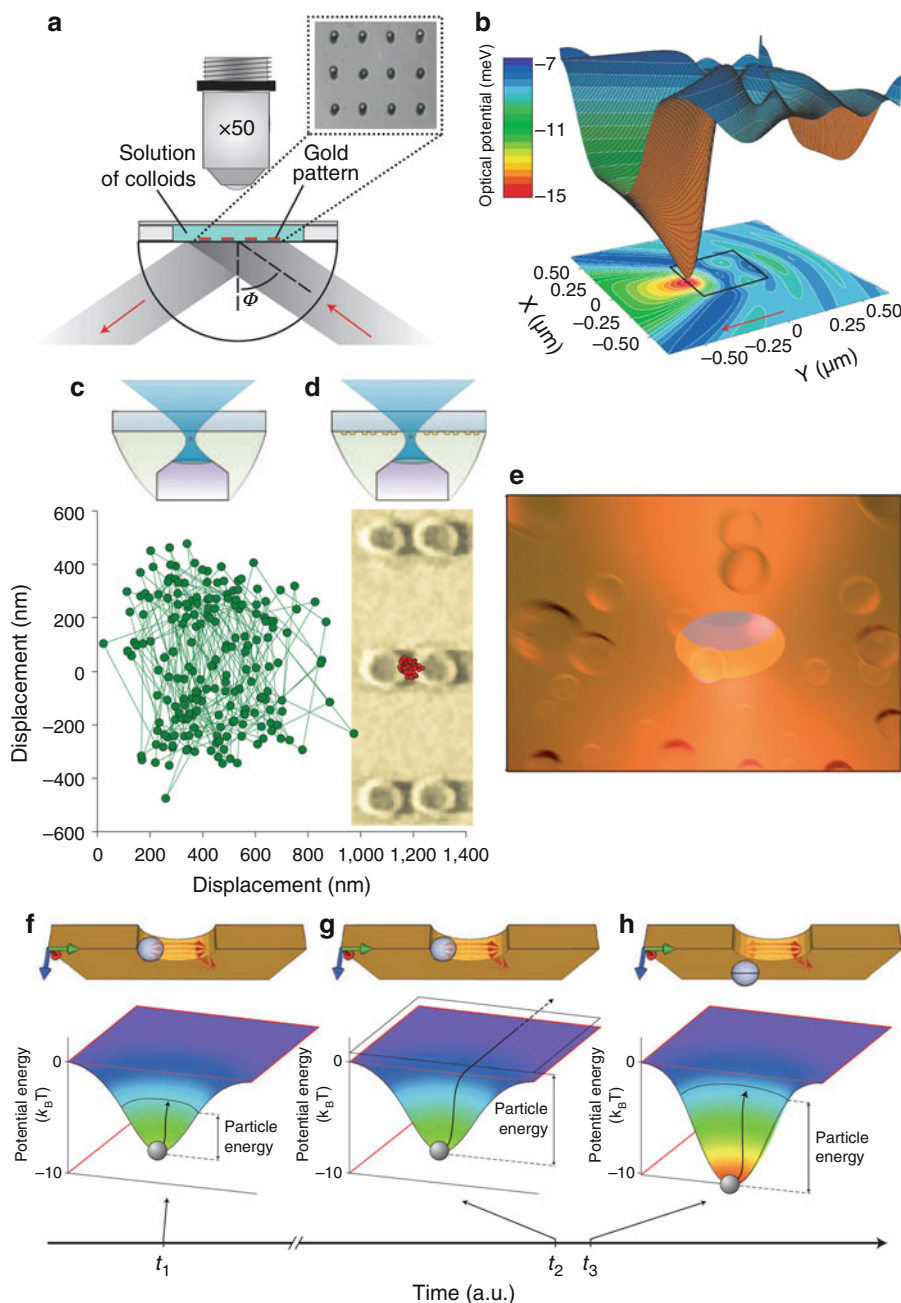 a
×50
Solution
of colloids
Gold
pattern
Φ
b
Optical potential (meV)
−7
−11
−15
0.50
0.25
0
−0.25
−0.50
X (µm)
−0.50
−0.25
0
0.25
0.50
Y (µm)
c
d
600
400
200
0
−200
−400
−600
Displacement (nm)
0
200
400
600
800
1,000
1,200
1,400
Displacement (nm)
e
f
Potential energy
(kBT)
0
−10
Particle
energy
g
Potential energy
(kBT)
0
−10
Particle
energy
h
Potential energy
(kBT)
0
−10
Particle
energy
t1
t2
t3
Time (a.u.)